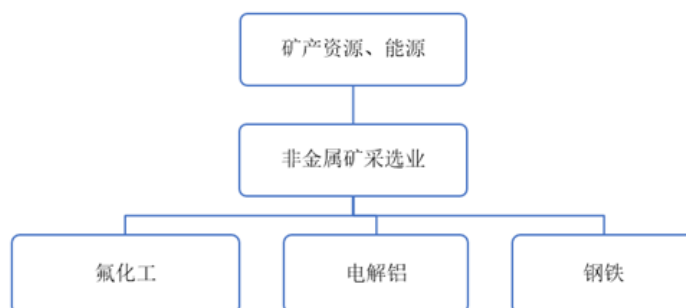 矿产资源、能源
非金属矿采选业
氟化工
电解铝
钢铁